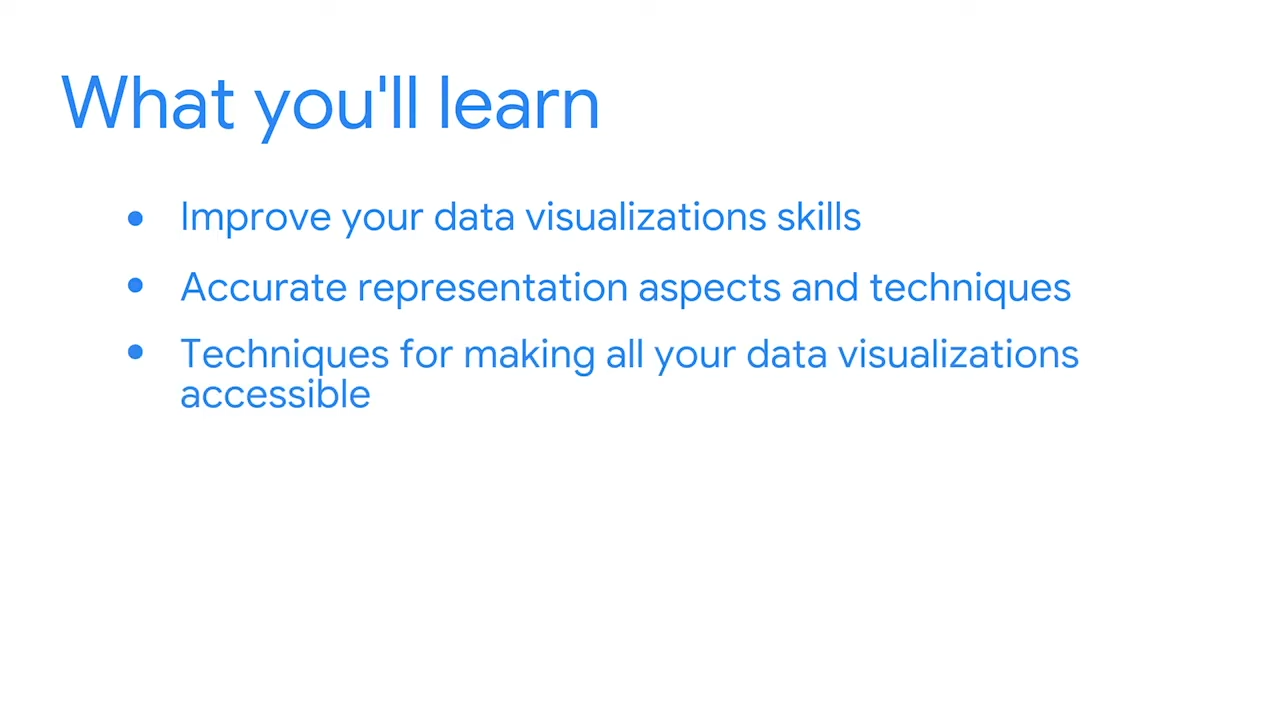 What you'll learn
• Improve your data visualizations skills
• Accurate representation aspects and techniques
• Techniques for making all your data visualizations
accessible